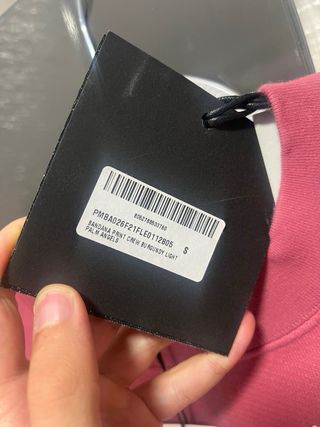 PMBA026F21FLE0112805 S
BANDANA PRINT CREW BURGUNDY LIGHT
PALM ANGELS